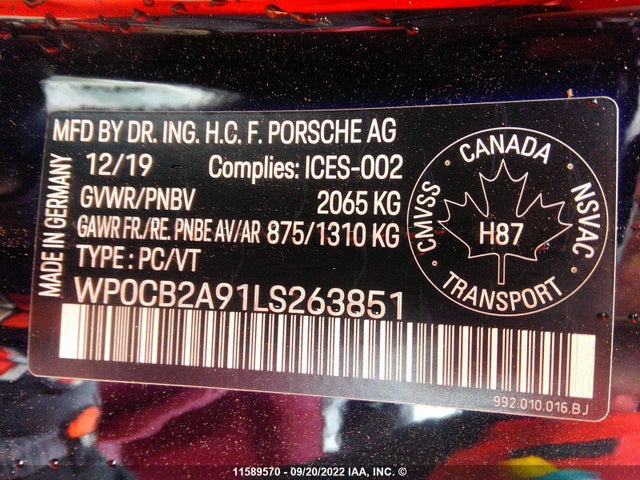 MFD BY DR. ING. H.C. F. PORSCHE AG
12/19 Complies: ICES-002
GVWR/PNBV 2065 KG
GAWR FR./RE. PNBE AV/AR 875/1310 KG
TYPE : PC/VT
WP0CB2A91LS263851
MADE IN GERMANY
CANADA
CMVSS
NSVAC
H87
TRANSPORT
992.010.016.BJ
11589570 - 09/20/2022 IAA, INC. ©